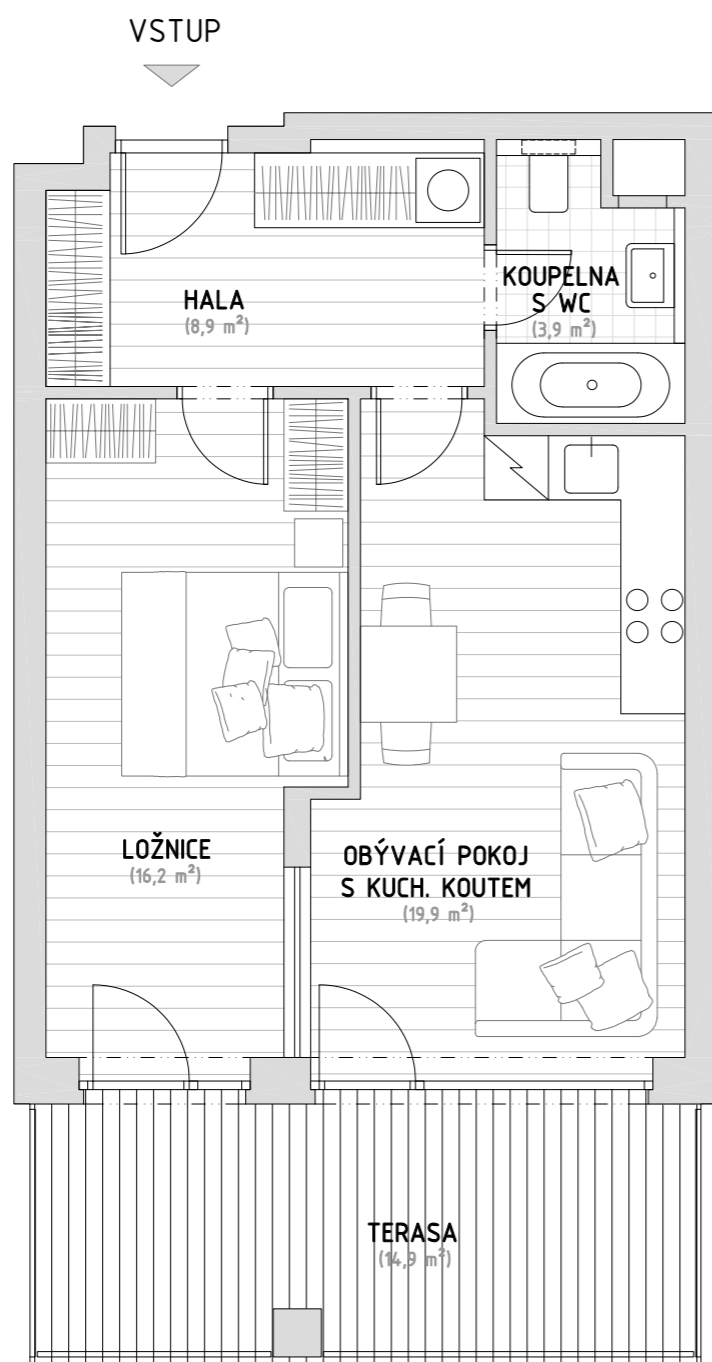 VSTUP
HALA
(8,9 m²)
KOUPELNA
S WC
(3,9 m²)
LOŽNICE
(16,2 m²)
OBÝVACÍ POKOJ
S KUCH. KOUTEM
(19,9 m²)
TERASA
(14,9 m²)